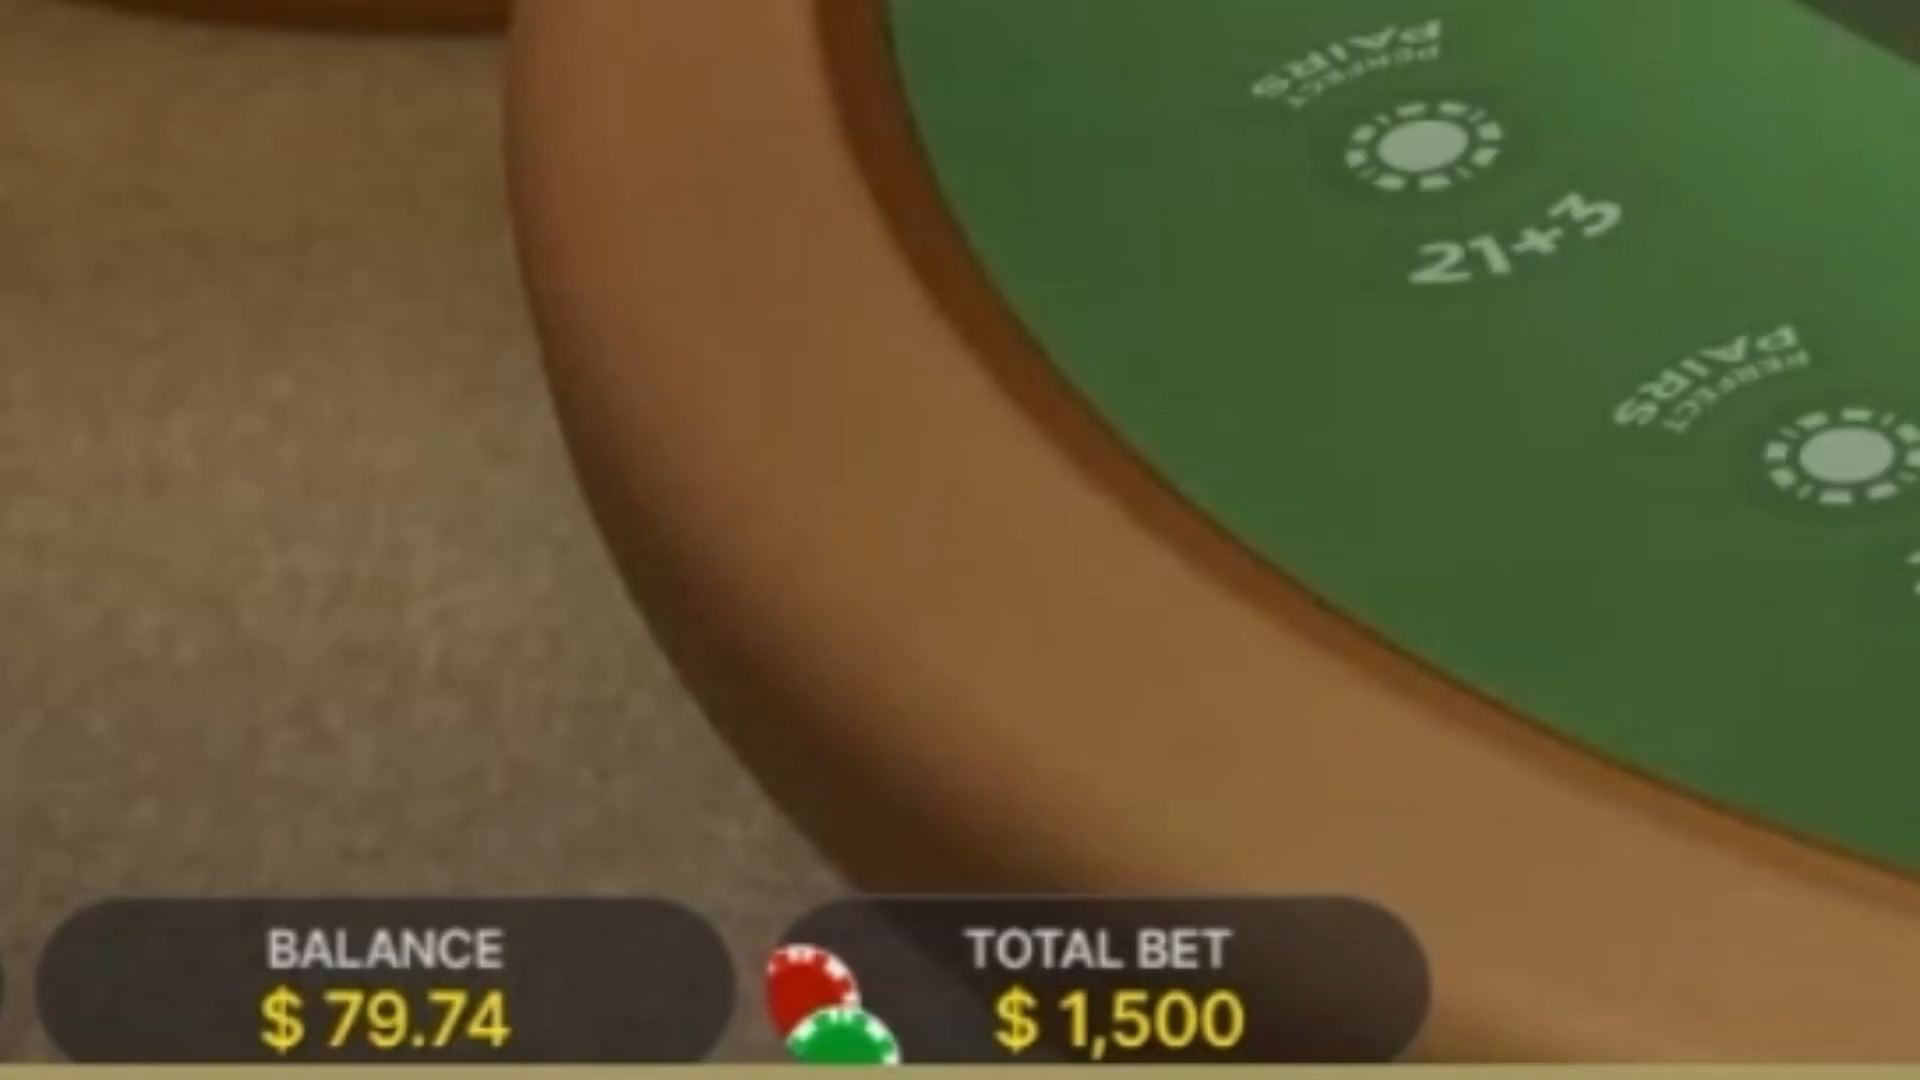 PERFECT
PAIRS
21+3
PERFECT
PAIRS
BALANCE
$ 79.74
TOTAL BET
$ 1,500